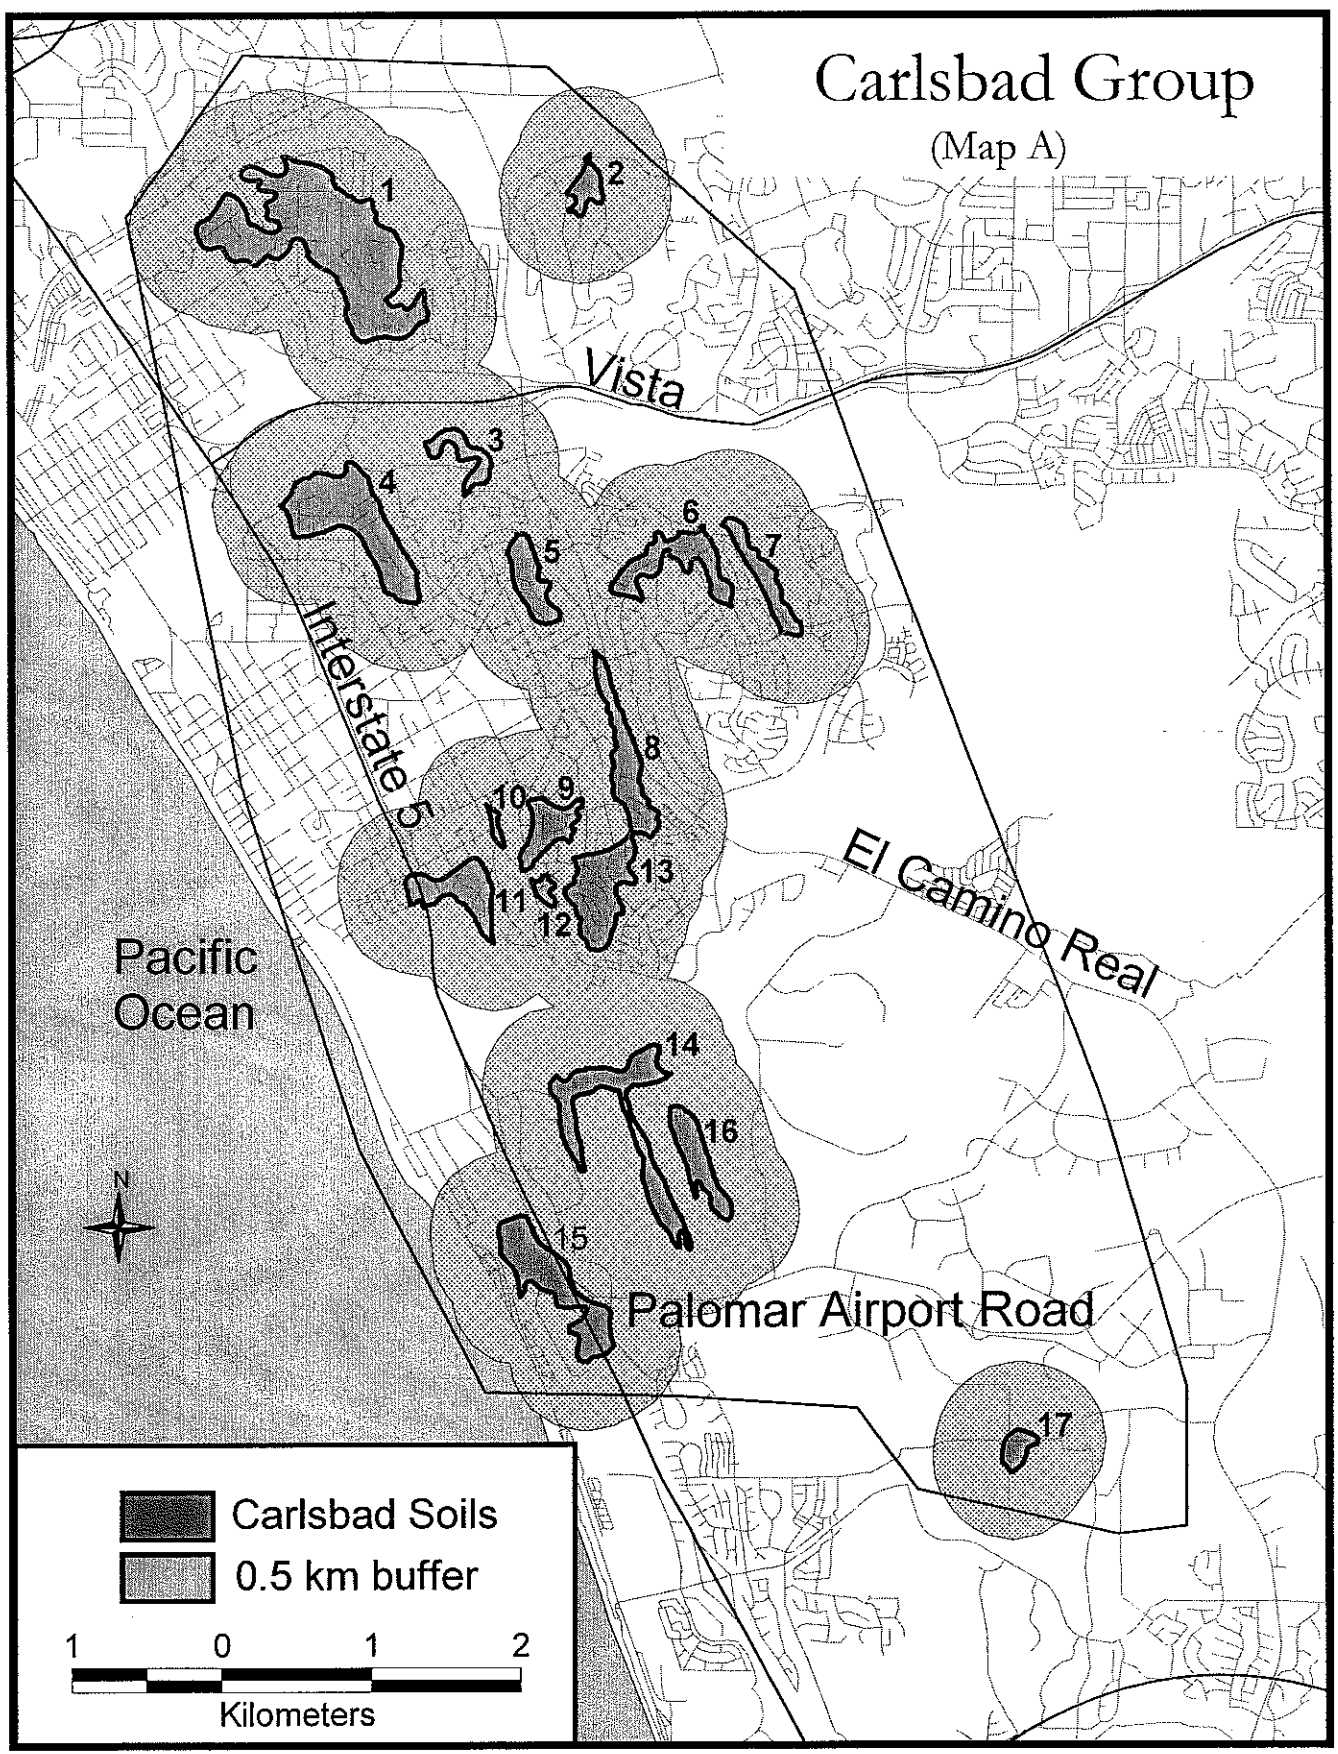 Carlsbad Group
(Map A)
1
2
Vista
3
4
5
6
7
Interstate 5
8
9
10
11
12
13
El Camino Real
Pacific
Ocean
14
16
N
15
Palomar Airport Road
17
Carlsbad Soils
0.5 km buffer
1 0 1 2
Kilometers